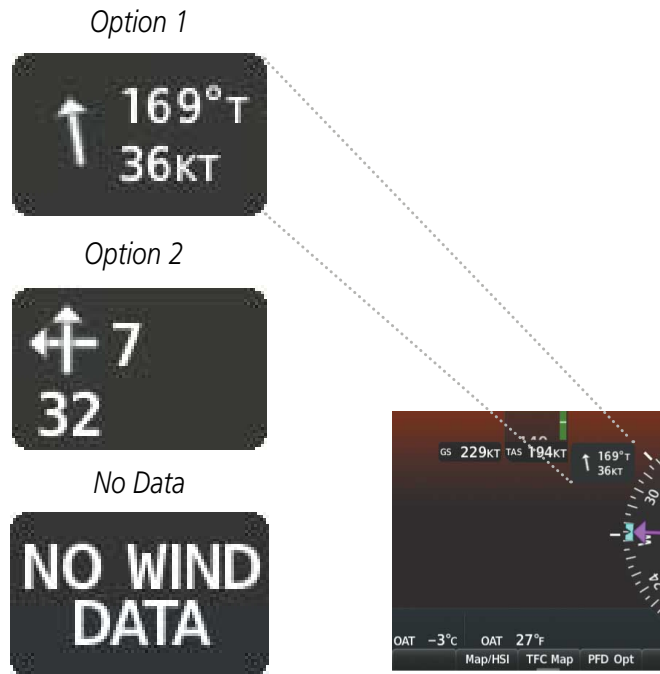 Option 1
169°T
36KT
Option 2
7
32
No Data
NO WIND
DATA
GS 229KT TAS 194KT
169°T
36KT
30
W
24
OAT -3°C OAT 27°F
Map/HSI TFC Map PFD Opt